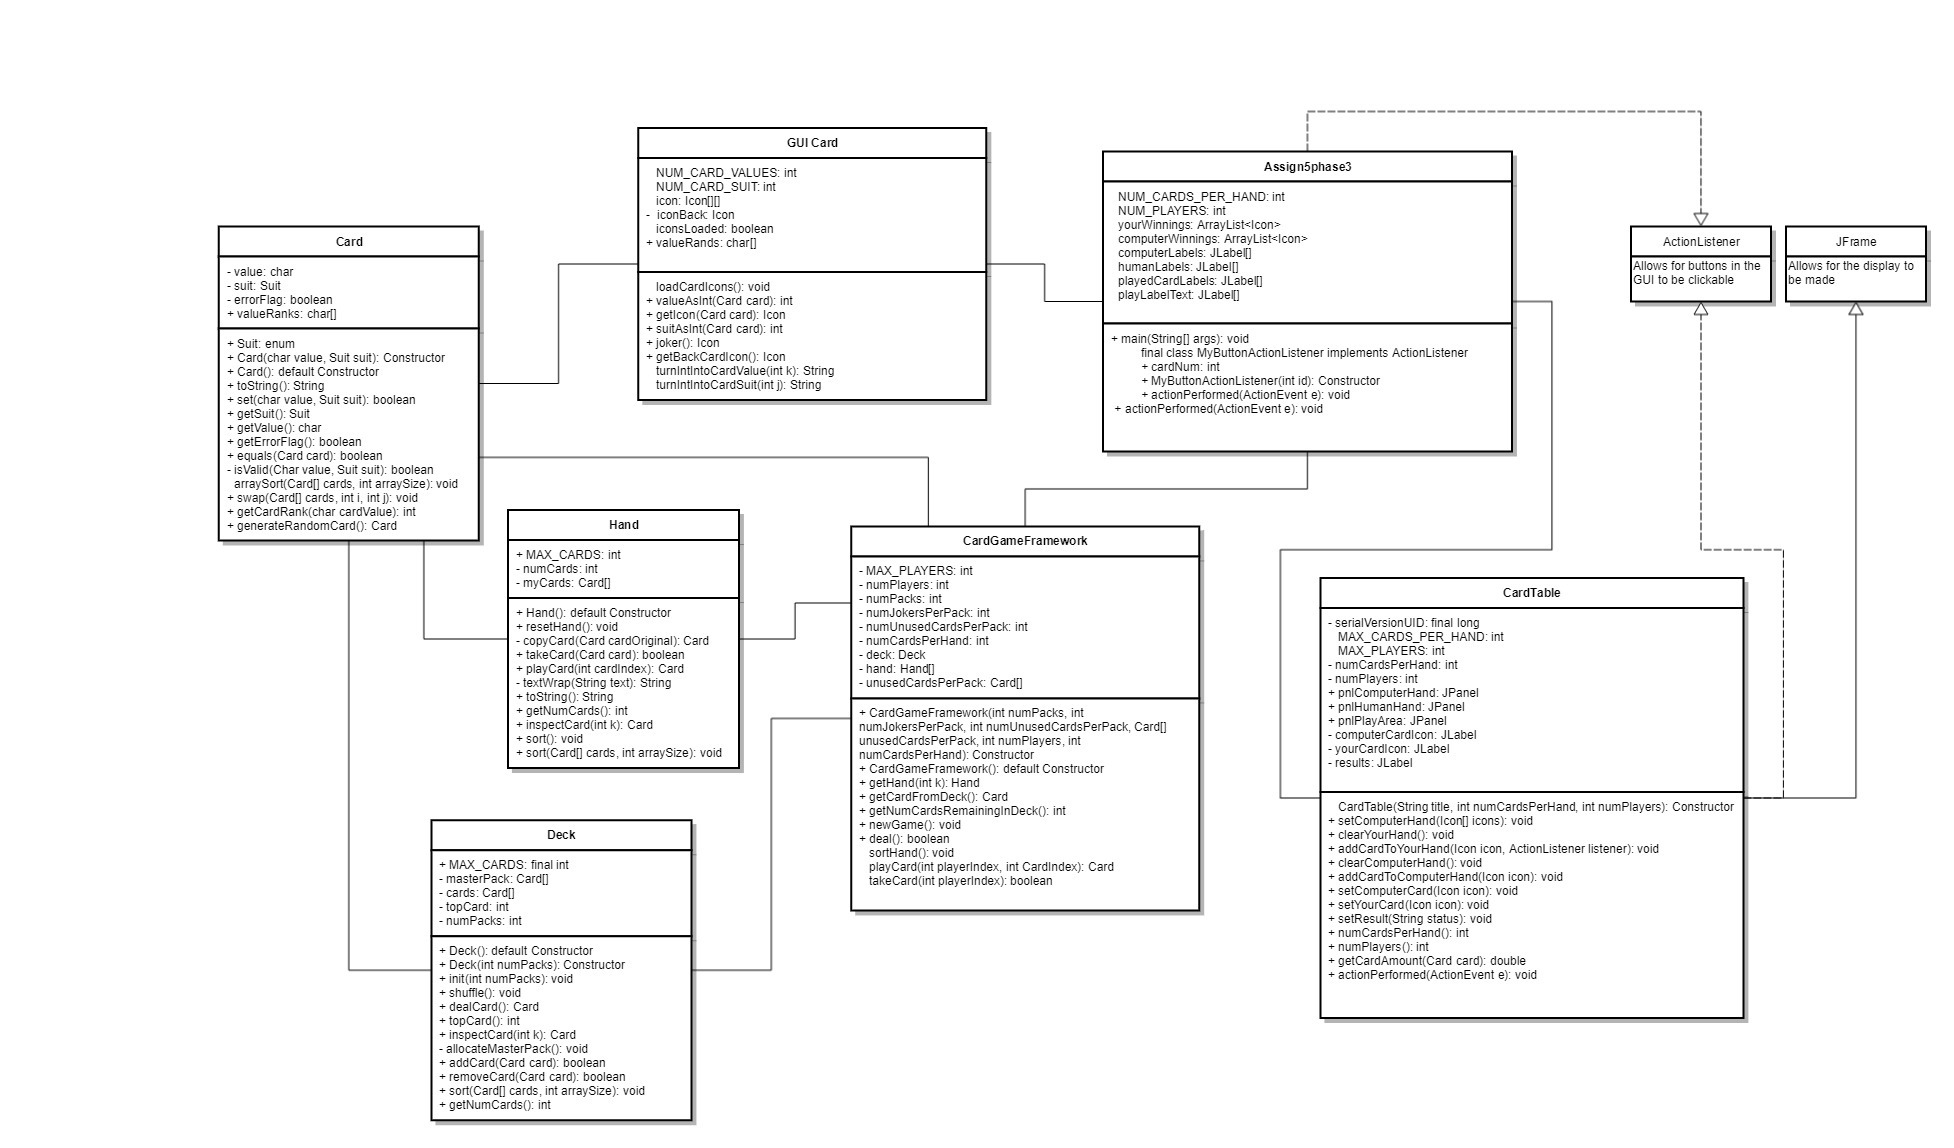 GUI Card
NUM_CARD_VALUES: int
NUM_CARD_SUIT: int
icon: Icon[][]
- iconBack: Icon
iconsLoaded: boolean
+ valueRands: char[]
loadCardIcons(): void
+ valueAsInt(Card card): int
+ getIcon(Card card): Icon
+ suitAsInt(Card card): int
+ joker(): Icon
+ getBackCardIcon(): Icon
turnIntIntoCardValue(int k): String
turnIntIntoCardSuit(int j): String
Assign5phase3
NUM_CARDS_PER_HAND: int
NUM_PLAYERS: int
yourWinnings: ArrayList<Icon>
computerWinnings: ArrayList<Icon>
computerLabels: JLabel[]
humanLabels: JLabel[]
playedCardLabels: JLabel[]
playLabelText: JLabel[]
+ main(String[] args): void
final class MyButtonActionListener implements ActionListener
+ cardNum: int
+ MyButtonActionListener(int id): Constructor
+ actionPerformed(ActionEvent e): void
+ actionPerformed(ActionEvent e): void
ActionListener
Allows for buttons in the
GUI to be clickable
JFrame
Allows for the display to
be made
Card
- value: char
- suit: Suit
- errorFlag: boolean
+ valueRanks: char[]
+ Suit: enum
+ Card(char value, Suit suit): Constructor
+ Card(): default Constructor
+ toString(): String
+ set(char value, Suit suit): boolean
+ getSuit(): Suit
+ getValue(): char
+ getErrorFlag(): boolean
+ equals(Card card): boolean
- isValid(Char value, Suit suit): boolean
arraySort(Card[] cards, int arraySize): void
+ swap(Card[] cards, int i, int j): void
+ getCardRank(char cardValue): int
+ generateRandomCard(): Card
Hand
+ MAX_CARDS: int
- numCards: int
- myCards: Card[]
+ Hand(): default Constructor
+ resetHand(): void
- copyCard(Card cardOriginal): Card
+ takeCard(Card card): boolean
+ playCard(int cardIndex): Card
- textWrap(String text): String
+ toString(): String
+ getNumCards(): int
+ inspectCard(int k): Card
+ sort(): void
+ sort(Card[] cards, int arraySize): void
CardGameFramework
- MAX_PLAYERS: int
- numPlayers: int
- numPacks: int
- numJokersPerPack: int
- numUnusedCardsPerPack: int
- numCardsPerHand: int
- deck: Deck
- hand: Hand[]
- unusedCardsPerPack: Card[]
+ CardGameFramework(int numPacks, int
numJokersPerPack, int numUnusedCardsPerPack, Card[]
unusedCardsPerPack, int numPlayers, int
numCardsPerHand): Constructor
+ CardGameFramework(): default Constructor
+ getHand(int k): Hand
+ getCardFromDeck(): Card
+ getNumCardsRemainingInDeck(): int
+ newGame(): void
+ deal(): boolean
sortHand(): void
playCard(int playerIndex, int CardIndex): Card
takeCard(int playerIndex): boolean
CardTable
- serialVersionUID: final long
MAX_CARDS_PER_HAND: int
MAX_PLAYERS: int
- numCardsPerHand: int
- numPlayers: int
+ pnlComputerHand: JPanel
+ pnlHumanHand: JPanel
+ pnlPlayArea: JPanel
- computerCardIcon: JLabel
- yourCardIcon: JLabel
- results: JLabel
CardTable(String title, int numCardsPerHand, int numPlayers): Constructor
+ setComputerHand(Icon[] icons): void
+ clearYourHand(): void
+ addCardToYourHand(Icon icon, ActionListener listener): void
+ clearComputerHand(): void
+ addCardToComputerHand(Icon icon): void
+ setComputerCard(Icon icon): void
+ setYourCard(Icon icon): void
+ setResult(String status): void
+ numCardsPerHand(): int
+ numPlayers(): int
+ getCardAmount(Card card): double
+ actionPerformed(ActionEvent e): void
Deck
+ MAX_CARDS: final int
- masterPack: Card[]
- cards: Card[]
- topCard: int
- numPacks: int
+ Deck(): default Constructor
+ Deck(int numPacks): Constructor
+ init(int numPacks): void
+ shuffle(): void
+ dealCard(): Card
+ topCard(): int
+ inspectCard(int k): Card
- allocateMasterPack(): void
+ addCard(Card card): boolean
+ removeCard(Card card): boolean
+ sort(Card[] cards, int arraySize): void
+ getNumCards(): int